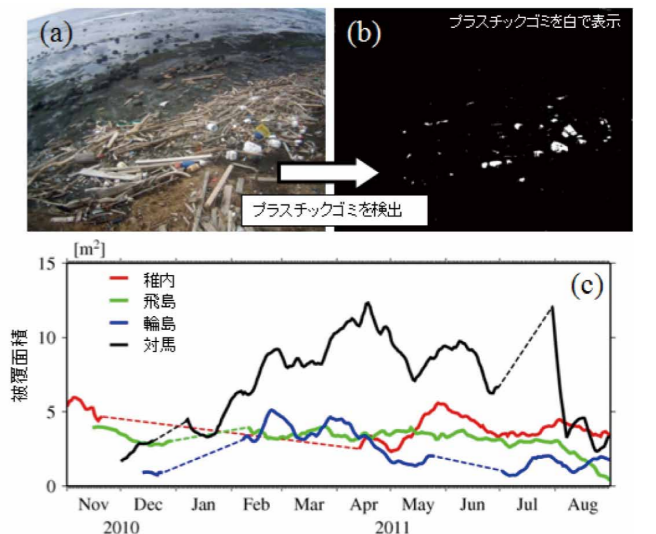 (a)
(b)
プラスチックゴミを白で表示
プラスチックゴミを検出
[m²]
(c)
15
10
5
0
被覆面積
稚内
飛島
輪島
対馬
Nov Dec Jan Feb Mar Apr May Jun Jul Aug
2010 2011